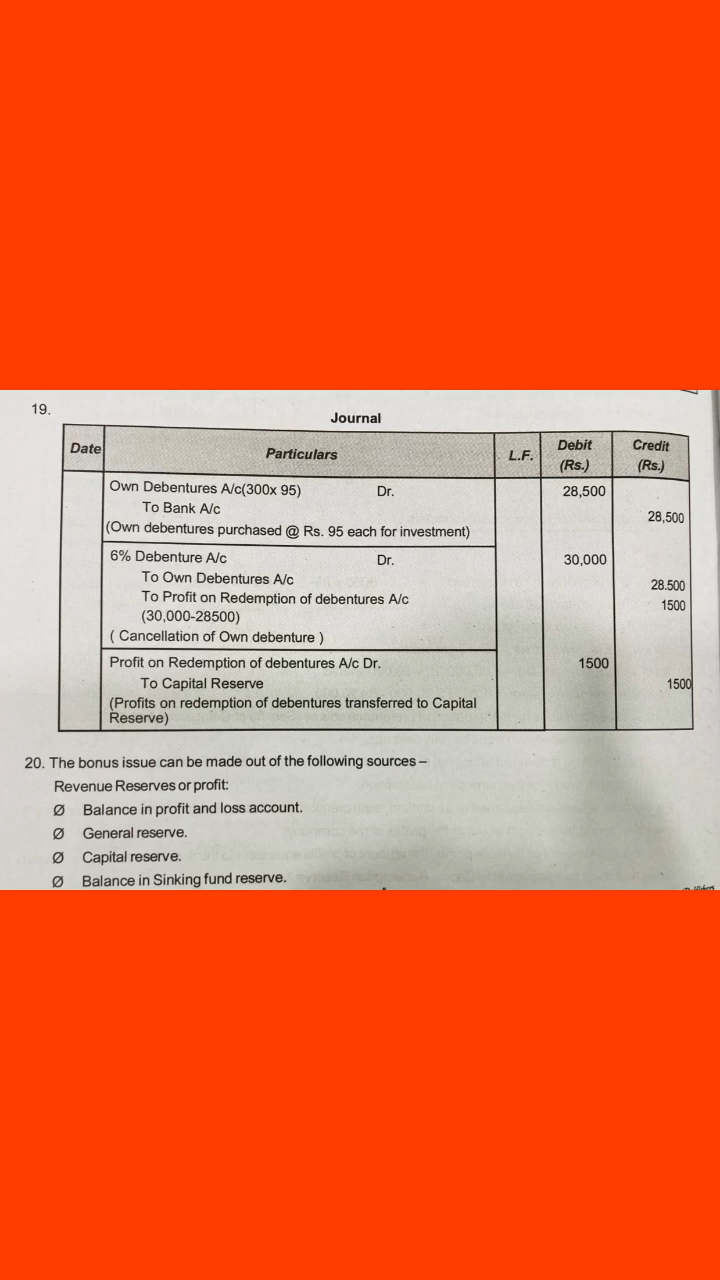 19.
Journal
Date Particulars L.F. Debit (Rs.) Credit (Rs.)
Own Debentures A/c(300x 95) Dr. 28,500
To Bank A/c 28,500
(Own debentures purchased @ Rs. 95 each for investment)
6% Debenture A/c Dr. 30,000
To Own Debentures A/c 28.500
To Profit on Redemption of debentures A/c 1500
(30,000-28500)
( Cancellation of Own debenture )
Profit on Redemption of debentures A/c Dr. 1500
To Capital Reserve 1500
(Profits on redemption of debentures transferred to Capital
Reserve)
20. The bonus issue can be made out of the following sources –
Revenue Reserves or profit:
Ø Balance in profit and loss account.
Ø General reserve.
Ø Capital reserve.
Ø Balance in Sinking fund reserve.